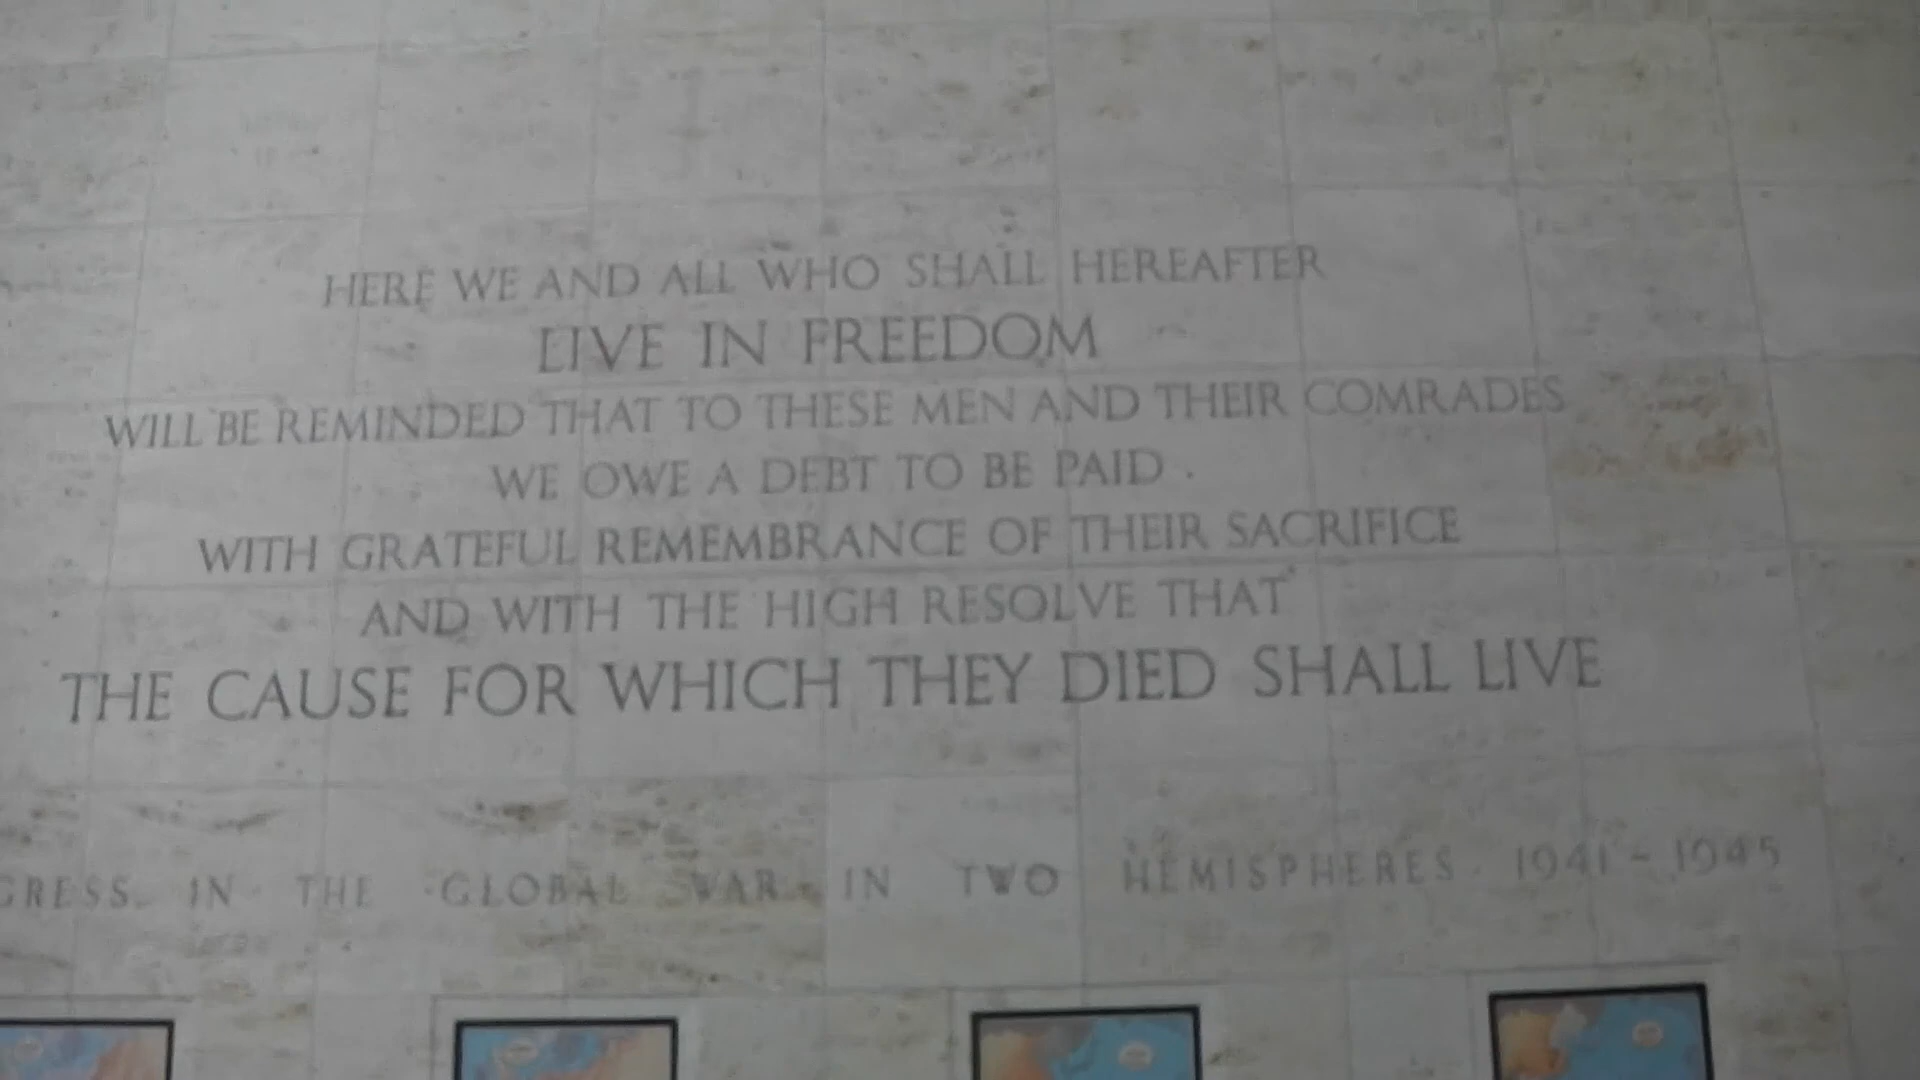 HERE WE AND ALL WHO SHALL HEREAFTER
LIVE IN FREEDOM
WILL BE REMINDED THAT TO THESE MEN AND THEIR COMRADES
WE OWE A DEBT TO BE PAID
WITH GRATEFUL REMEMBRANCE OF THEIR SACRIFICE
AND WITH THE HIGH RESOLVE THAT
THE CAUSE FOR WHICH THEY DIED SHALL LIVE
GRESS IN THE GLOBAL WAR IN TWO HEMISPHERES 1941-1945